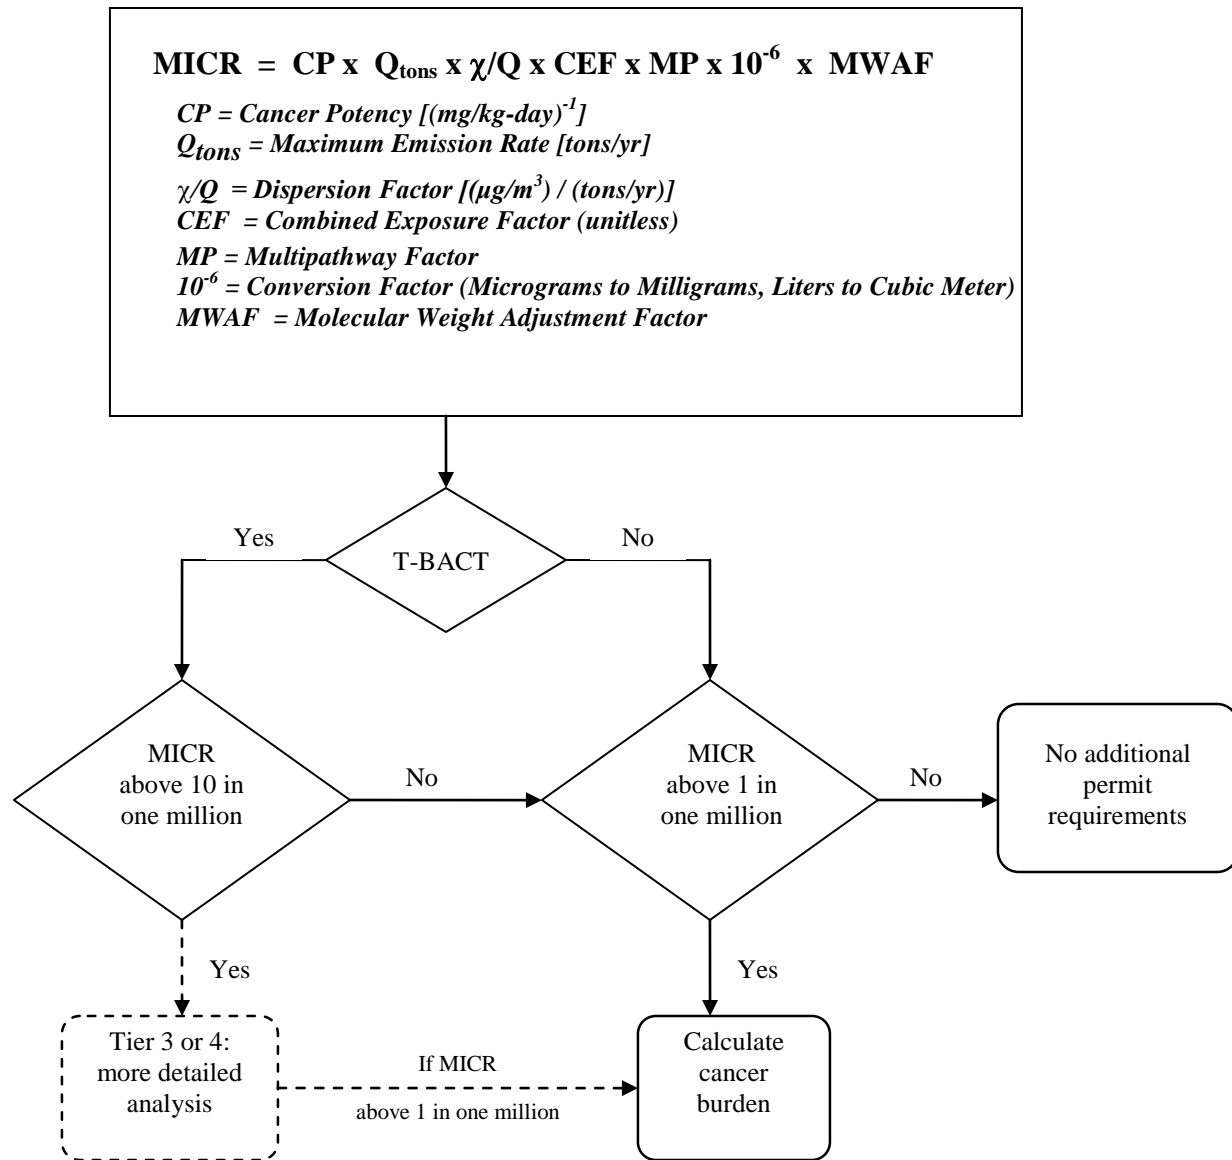 MICR = CP x Qtons x χ/Q x CEF x MP x 10-6 x MWAF
CP = Cancer Potency [(mg/kg-day)-1]
Qtons = Maximum Emission Rate [tons/yr]
χ/Q = Dispersion Factor [(µg/m3) / (tons/yr)]
CEF = Combined Exposure Factor (unitless)
MP = Multipathway Factor
10-6 = Conversion Factor (Micrograms to Milligrams, Liters to Cubic Meter)
MWAF = Molecular Weight Adjustment Factor
Yes
T-BACT
No
MICR
above 10 in
one million
No
MICR
above 1 in
one million
No
No additional
permit
requirements
Yes
Yes
Tier 3 or 4:
more detailed
analysis
If MICR
above 1 in one million
Calculate
cancer
burden